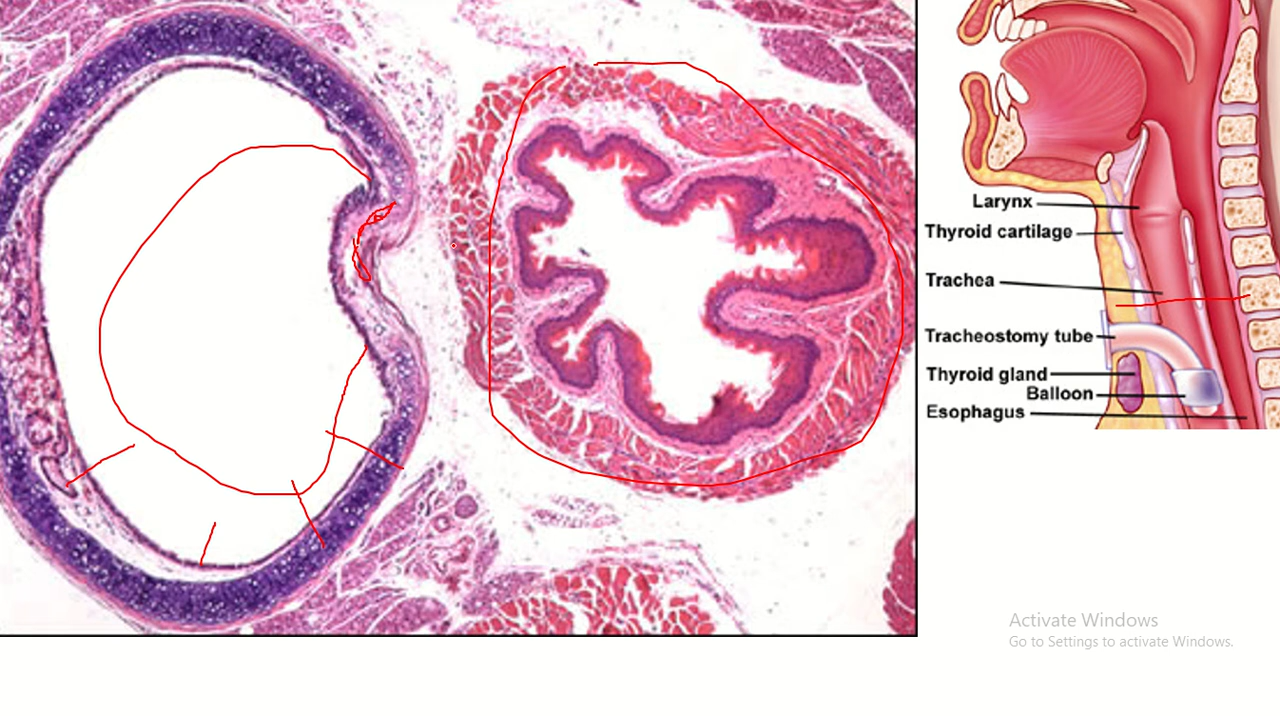 Larynx
Thyroid cartilage
Trachea
Tracheostomy tube
Thyroid gland
Balloon
Esophagus
Activate Windows
Go to Settings to activate Windows.